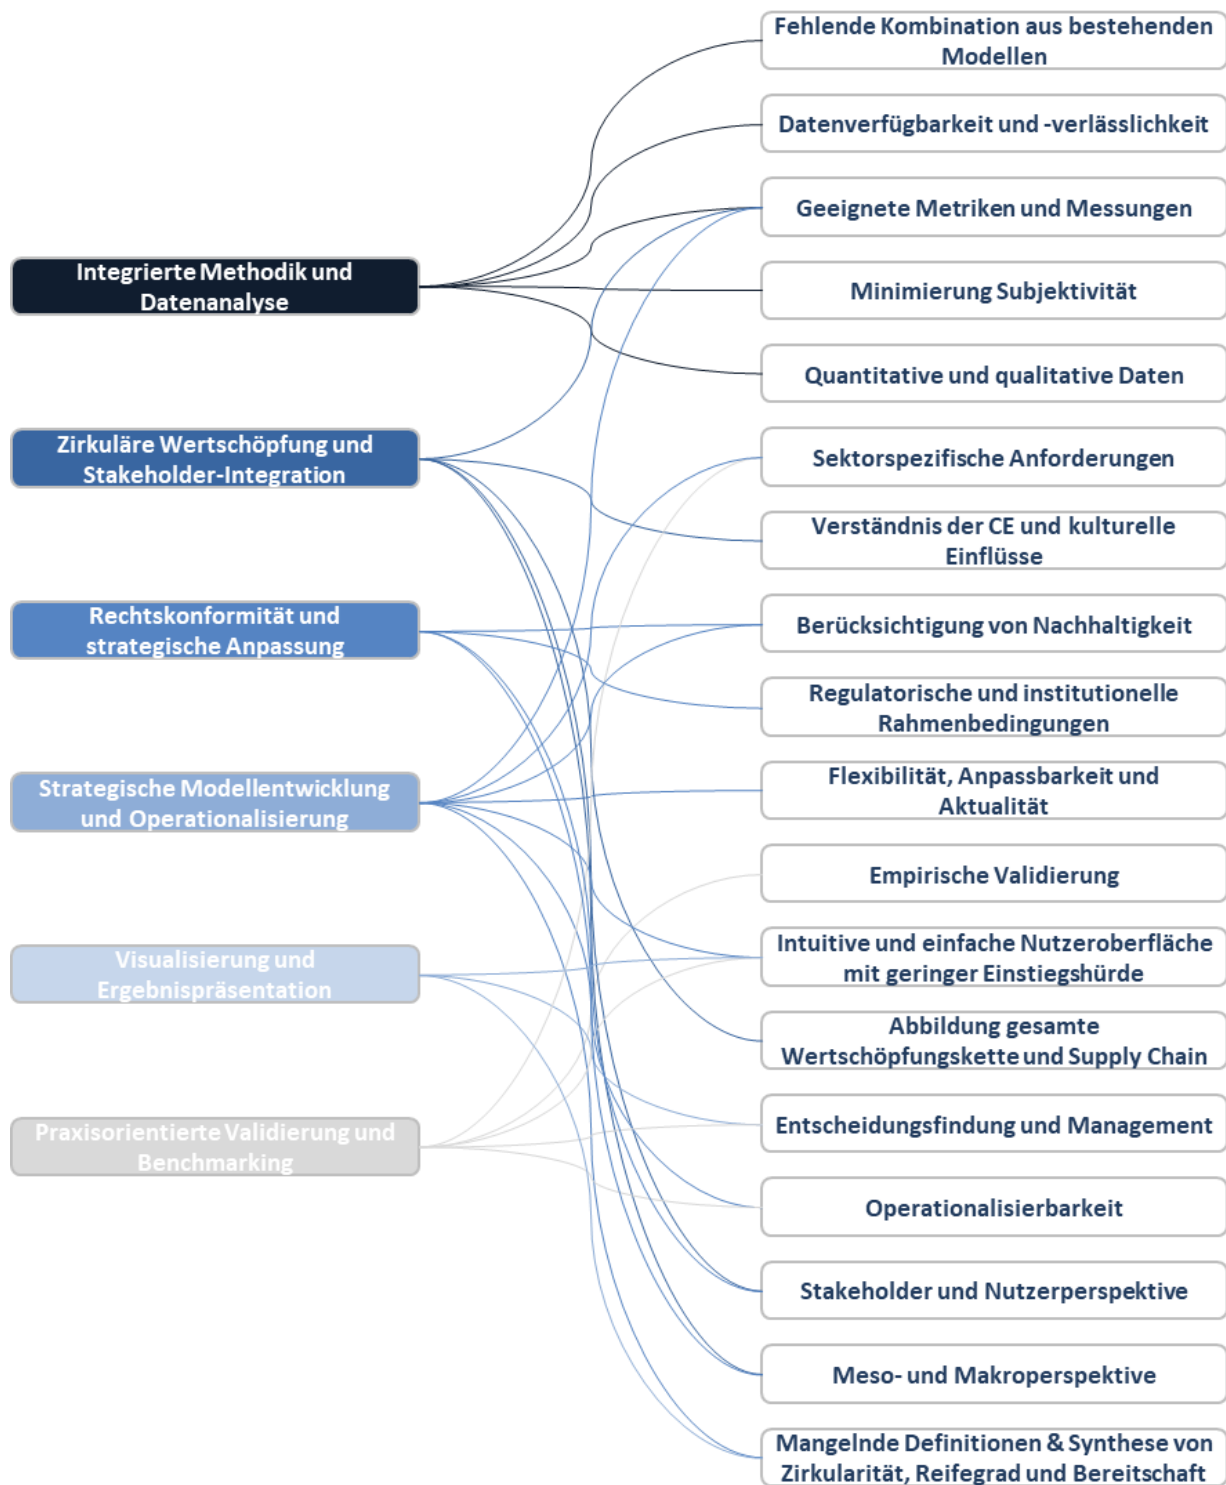 Integrierte Methodik und
Datenanalyse
Zirkuläre Wertschöpfung und
Stakeholder-Integration
Rechtskonformität und
strategische Anpassung
Strategische Modellentwicklung
und Operationalisierung
Visualisierung und
Ergebnispräsentation
Praxisorientierte Validierung und
Benchmarking
Fehlende Kombination aus bestehenden
Modellen
Datenverfügbarkeit und -verlässlichkeit
Geeignete Metriken und Messungen
Minimierung Subjektivität
Quantitative und qualitative Daten
Sektorspezifische Anforderungen
Verständnis der CE und kulturelle
Einflüsse
Berücksichtigung von Nachhaltigkeit
Regulatorische und institutionelle
Rahmenbedingungen
Flexibilität, Anpassbarkeit und
Aktualität
Empirische Validierung
Intuitive und einfache Nutzeroberfläche
mit geringer Einstiegshürde
Abbildung gesamte
Wertschöpfungskette und Supply Chain
Entscheidungsfindung und Management
Operationalisierbarkeit
Stakeholder und Nutzerperspektive
Meso- und Makroperspektive
Mangelnde Definitionen & Synthese von
Zirkularität, Reifegrad und Bereitschaft